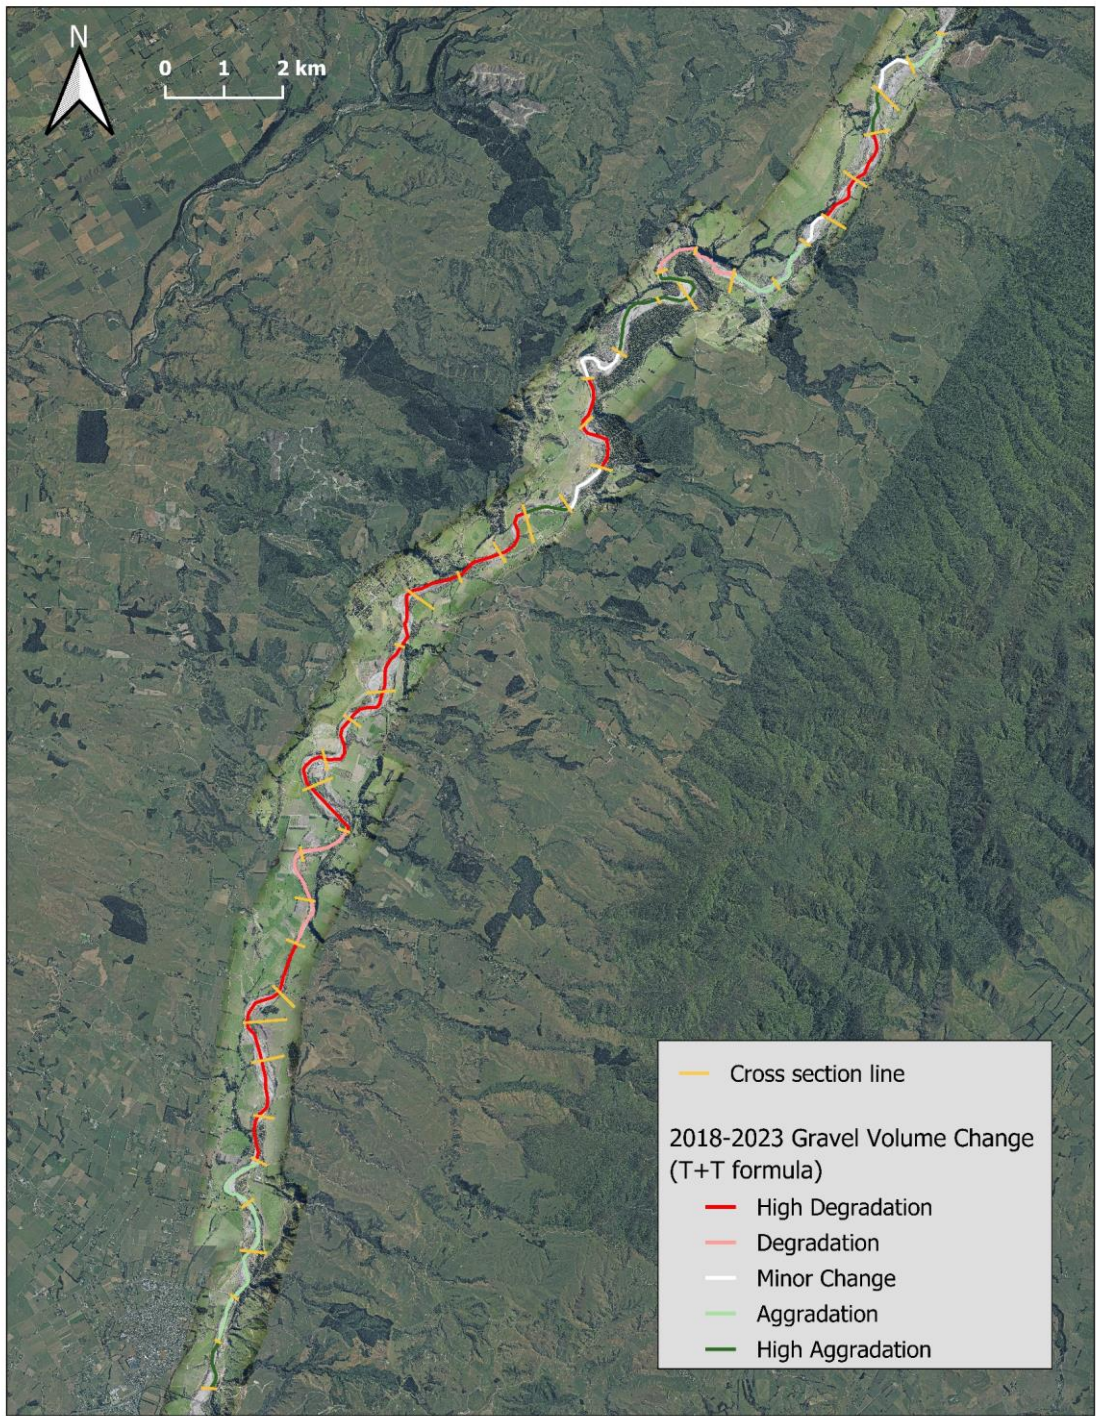 N
0 1 2 km
Cross section line
2018-2023 Gravel Volume Change
(T+T formula)
High Degradation
Degradation
Minor Change
Aggradation
High Aggradation